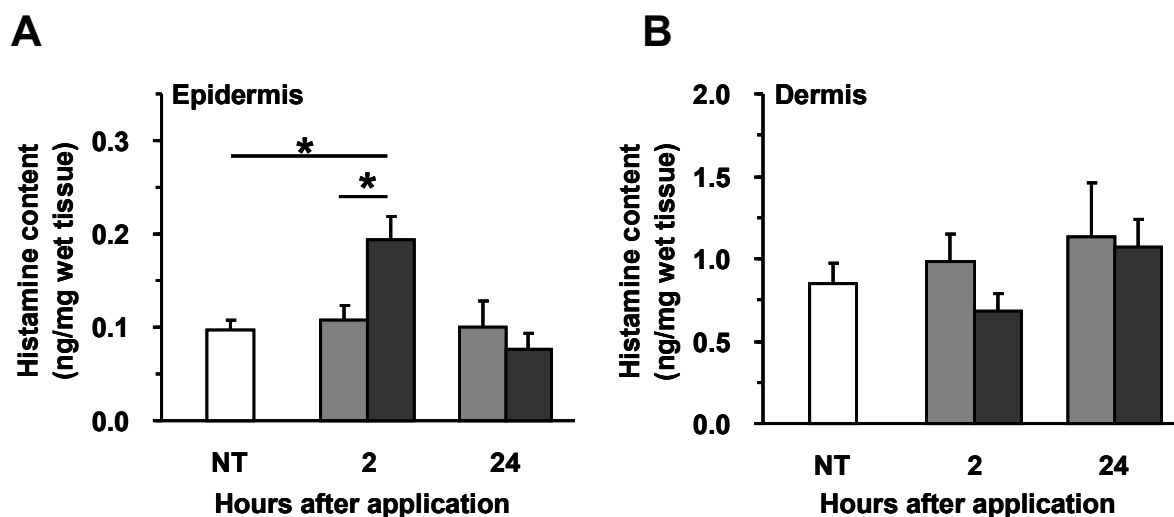 A
Epidermis
Histamine content
(ng/mg wet tissue)
0.3
0.2
0.1
0.0
*
*
NT 2 24
Hours after application
B
Dermis
Histamine content
(ng/mg wet tissue)
2.0
1.5
1.0
0.5
0.0
NT 2 24
Hours after application